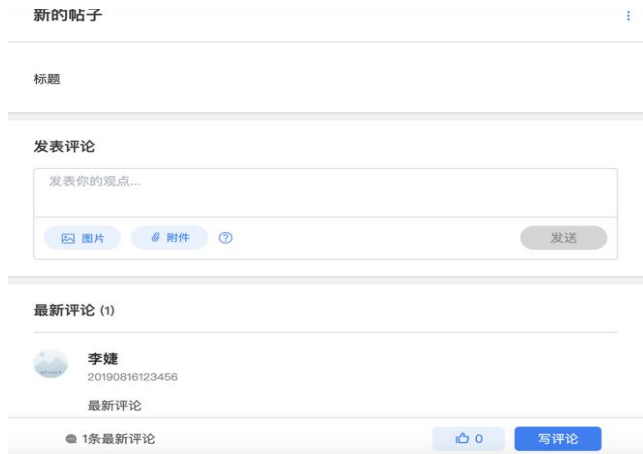 新的帖子
标题
发表评论
发表你的观点...
图片 附件 ? 发送
最新评论 (1)
李婕
20190816123456
最新评论
1条最新评论 0 写评论